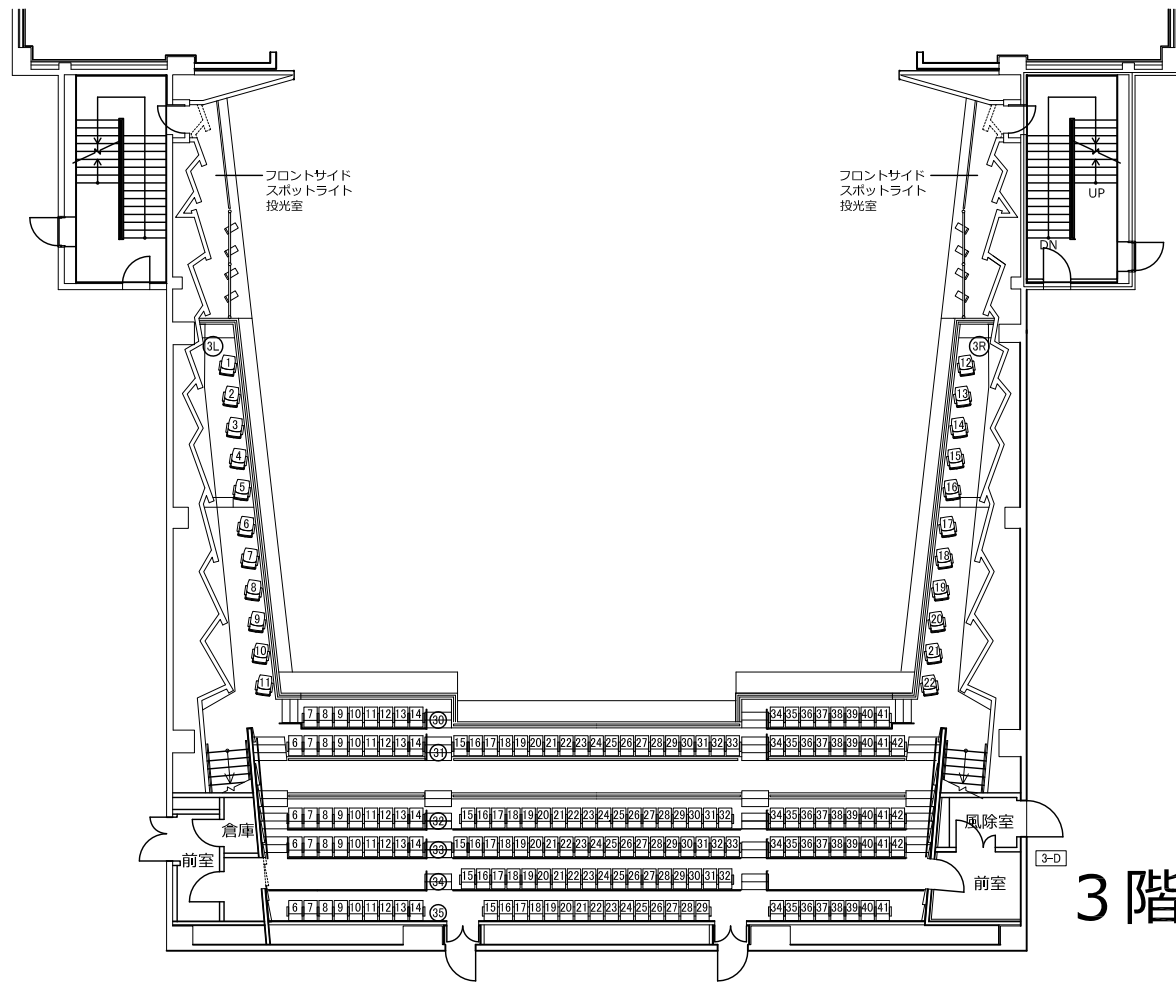 フロントサイド
スポットライト
投光室
フロントサイド
スポットライト
投光室
UP
DN
3L
3R
1
12
2
13
3
14
4
15
5
16
6
17
7
18
8
19
9
20
10
21
11
22
7 8 9 10 11 12 13 14 30 34 35 36 37 38 39 40 41
6 7 8 9 10 11 12 13 14 31 15 16 17 18 19 20 21 22 23 24 25 26 27 28 29 30 31 32 33 34 35 36 37 38 39 40 41 42
6 7 8 9 10 11 12 13 14 32 15 16 17 18 19 20 21 22 23 24 25 26 27 28 29 30 31 32 34 35 36 37 38 39 40 41 42
倉庫
風除室
6 7 8 9 10 11 12 13 14 33 15 16 17 18 19 20 21 22 23 24 25 26 27 28 29 30 31 32 33 34 35 36 37 38 39 40 41 42
前室
3-D
34 15 16 17 18 19 20 21 22 23 24 25 26 27 28 29 30 31 32
前室
3階
6 7 8 9 10 11 12 13 14 35 15 16 17 18 19 20 21 22 23 24 25 26 27 28 29 34 35 36 37 38 39 40 41